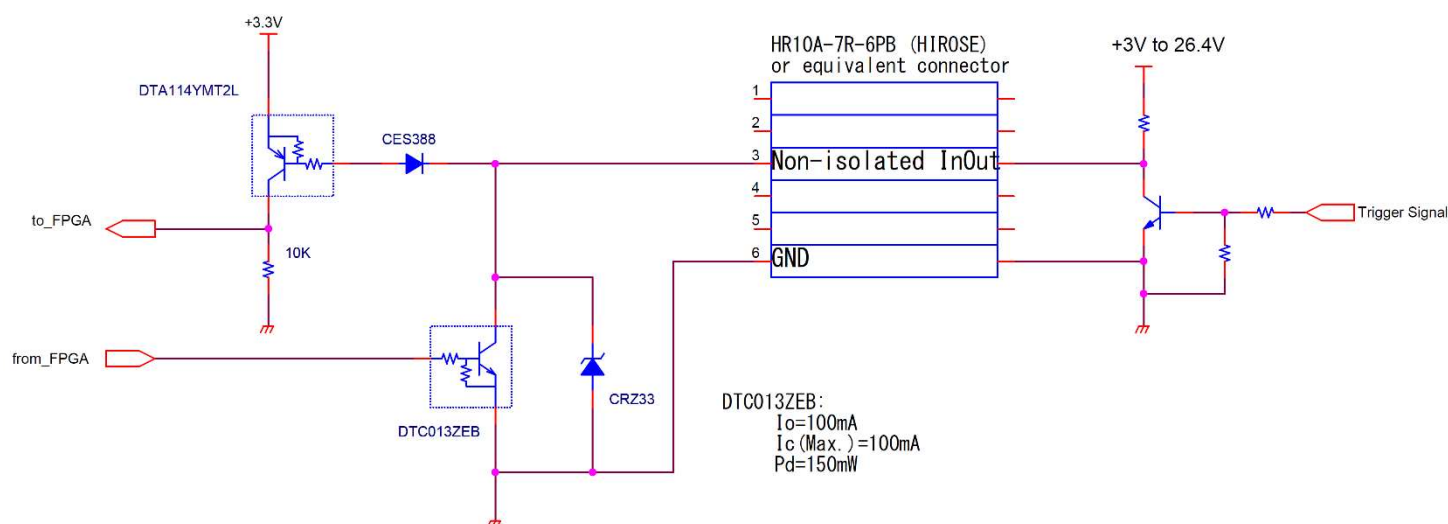 +3.3V
HR10A-7R-6PB (HIROSE)
or equivalent connector
+3V to 26.4V
DTA114YMT2L
1
CES388
2
3 Non-isolated InOut
4
to_FPGA
5
Trigger Signal
10K
6 GND
from_FPGA
CRZ33
DTC013ZEB
DTC013ZEB:
Io=100mA
Ic(Max.)=100mA
Pd=150mW